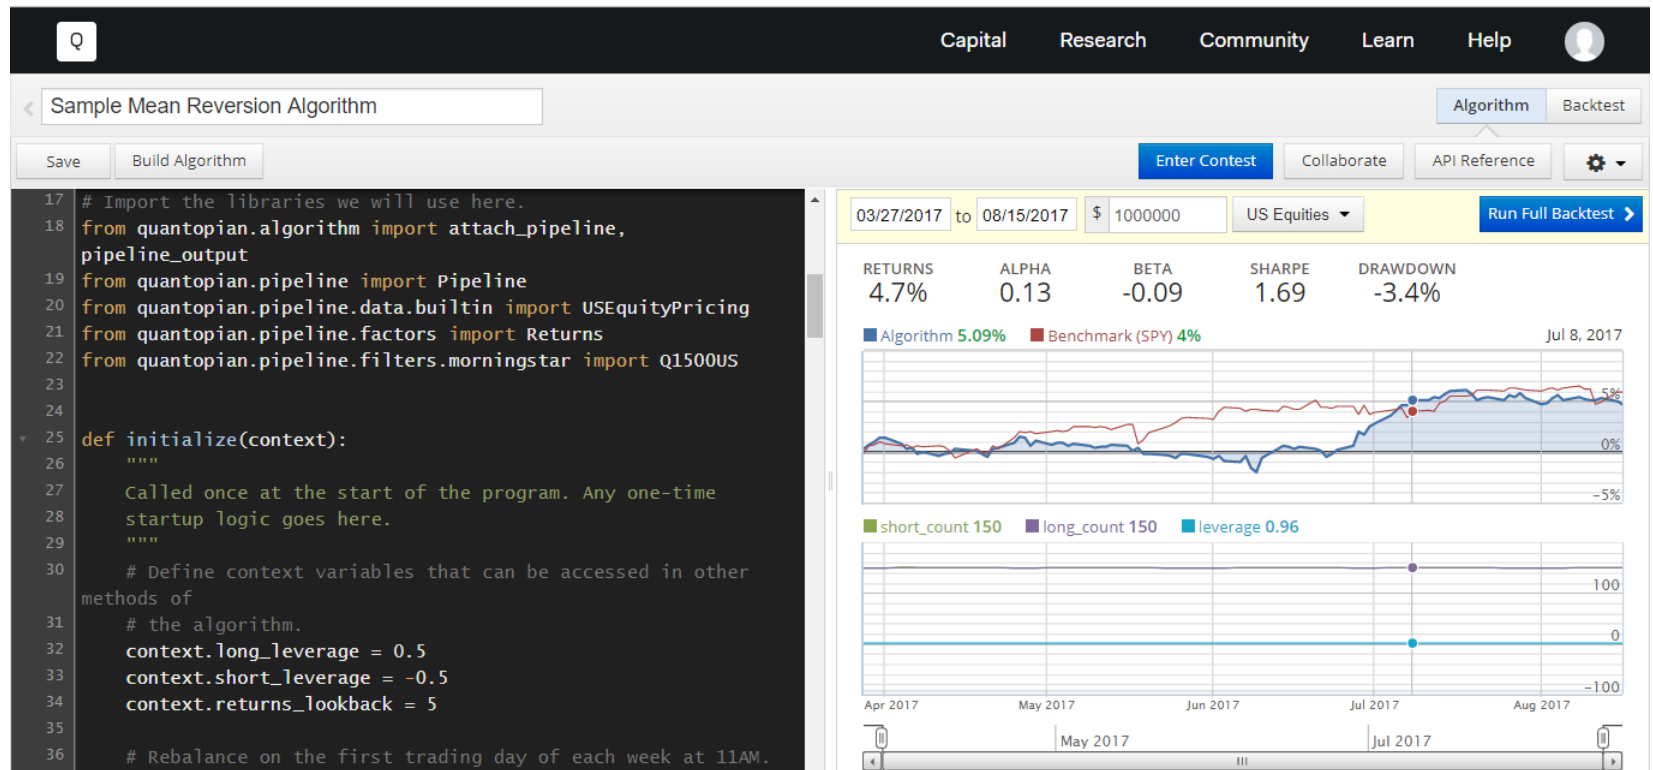 Q
Capital Research Community Learn Help
Sample Mean Reversion Algorithm
Algorithm Backtest
Save Build Algorithm
Enter Contest Collaborate API Reference
17 # Import the libraries we will use here.
18 from quantopian.algorithm import attach_pipeline,
pipeline_output
19 from quantopian.pipeline import Pipeline
20 from quantopian.pipeline.data.builtin import USEquityPricing
21 from quantopian.pipeline.factors import Returns
22 from quantopian.pipeline.filters.morningstar import Q1500US
23
24
25 def initialize(context):
26 """
27 Called once at the start of the program. Any one-time
28 startup logic goes here.
29 """
30 # Define context variables that can be accessed in other
methods of
31 # the algorithm.
32 context.long_leverage = 0.5
33 context.short_leverage = -0.5
34 context.returns_lookback = 5
35
36 # Rebalance on the first trading day of each week at 11AM.
03/27/2017 to 08/15/2017 $ 1000000 US Equities Run Full Backtest
RETURNS ALPHA BETA SHARPE DRAWDOWN
4.7% 0.13 -0.09 1.69 -3.4%
Algorithm 5.09% Benchmark (SPY) 4% Jul 8, 2017
5%
0%
-5%
short_count 150 long_count 150 leverage 0.96
100
0
-100
Apr 2017 May 2017 Jun 2017 Jul 2017 Aug 2017
May 2017 Jul 2017